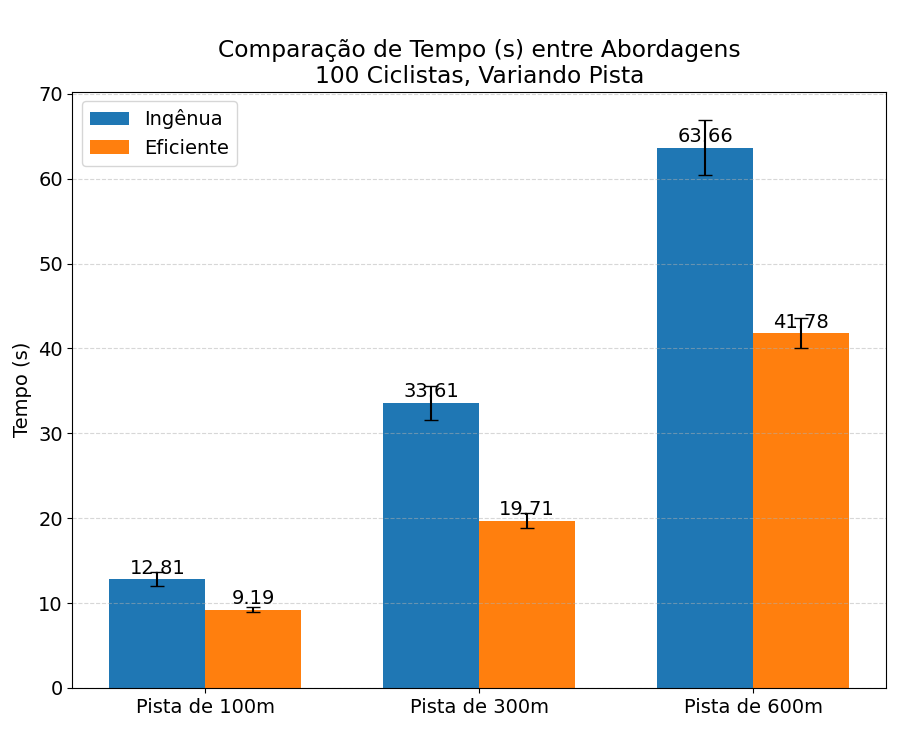 Comparação de Tempo (s) entre Abordagens
100 Ciclistas, Variando Pista
Ingênua
Eficiente
Tempo (s)
70
60
50
40
30
20
10
0
12.81
9.19
33.61
19.71
63.66
41.78
Pista de 100m
Pista de 300m
Pista de 600m